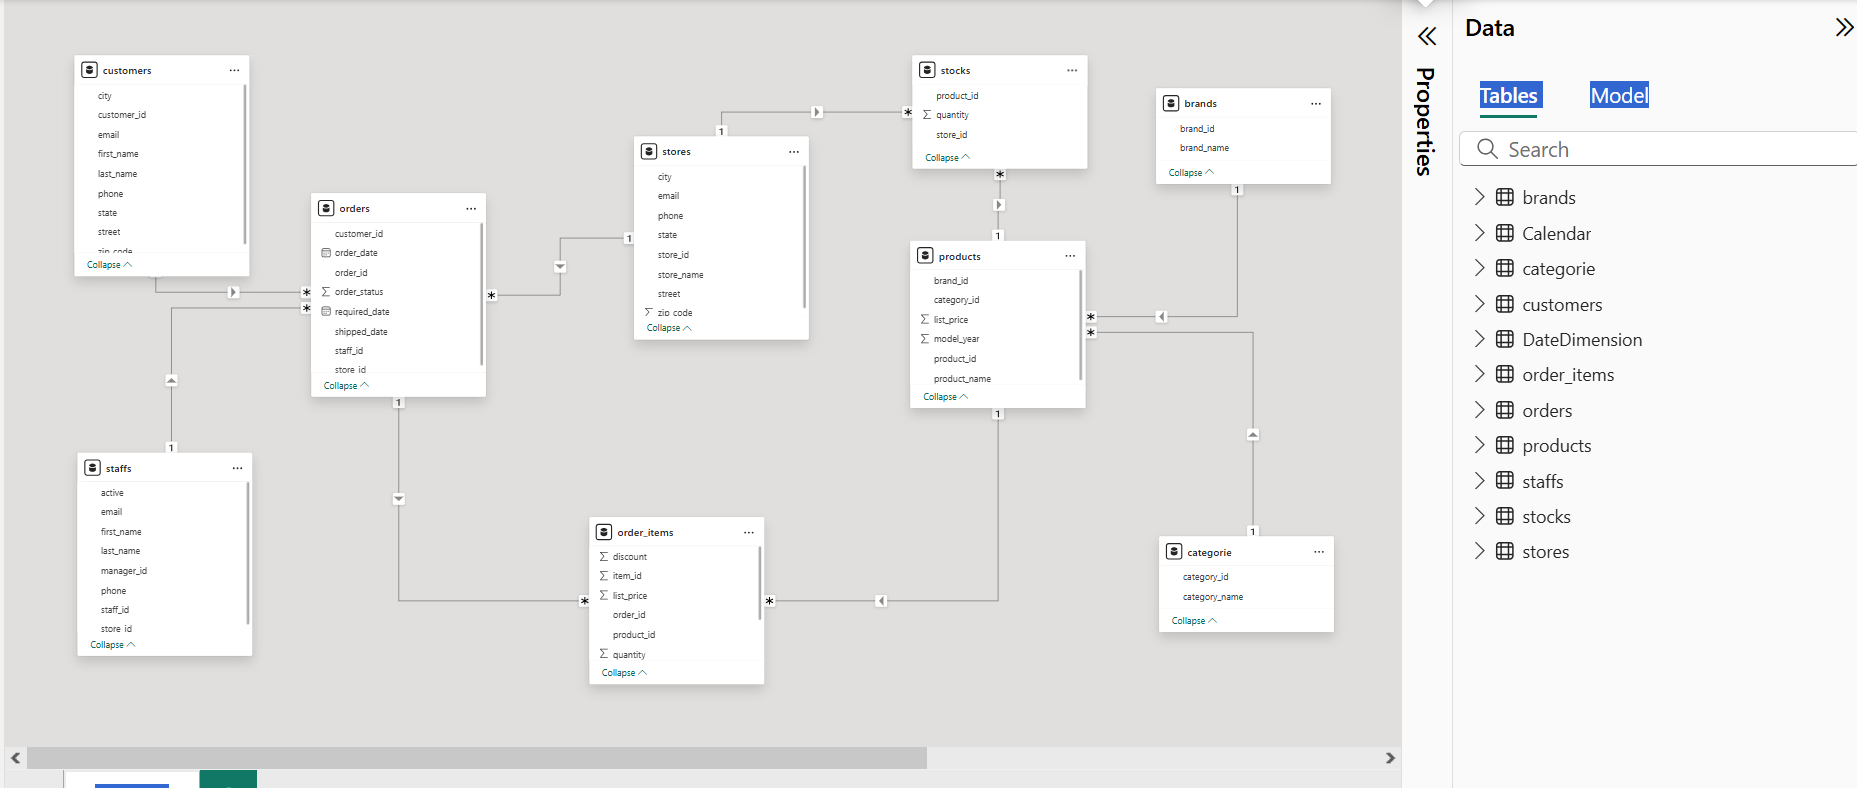 customers
city
customer_id
email
first_name
last_name
phone
state
street
zip_code
Collapse
orders
customer_id
order_date
order_id
order_status
required_date
shipped_date
staff_id
store_id
Collapse
staffs
active
email
first_name
last_name
manager_id
phone
staff_id
store_id
Collapse
stores
city
email
phone
state
store_id
store_name
street
zip_code
Collapse
order_items
discount
item_id
list_price
order_id
product_id
quantity
Collapse
stocks
product_id
quantity
store_id
Collapse
products
brand_id
category_id
list_price
model_year
product_id
product_name
Collapse
brands
brand_id
brand_name
Collapse
categorie
category_id
category_name
Collapse
1
*
1
*
1
*
1
*
1
*
1
*
1
*
1
*
1
*
Properties
Data
Tables Model
Search
brands
Calendar
categorie
customers
DateDimension
order_items
orders
products
staffs
stocks
stores